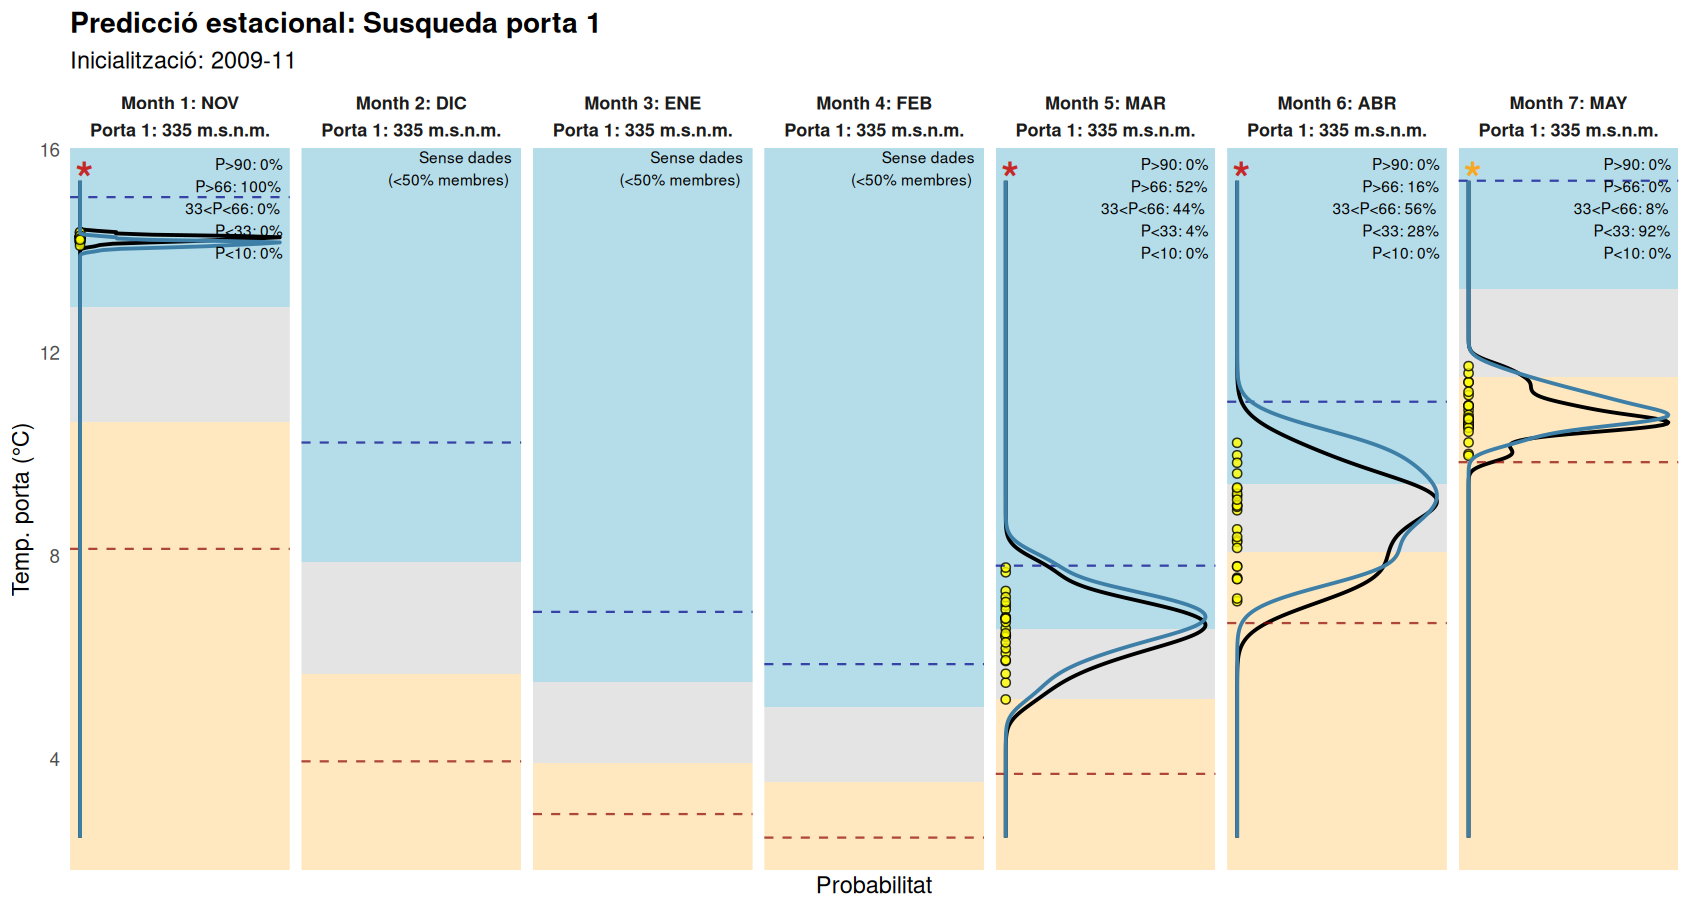 Predicció estacional: Susqueda porta 1
Inicialització: 2009-11
Month 1: NOV
Porta 1: 335 m.s.n.m.
Month 2: DIC
Porta 1: 335 m.s.n.m.
Month 3: ENE
Porta 1: 335 m.s.n.m.
Month 4: FEB
Porta 1: 335 m.s.n.m.
Month 5: MAR
Porta 1: 335 m.s.n.m.
Month 6: ABR
Porta 1: 335 m.s.n.m.
Month 7: MAY
Porta 1: 335 m.s.n.m.
16
12
8
4
Temp. porta (°C)
*
P>90: 0%
P>66: 100%
33<P<66: 0%
P<33: 0%
P<10: 0%
Sense dades
(<50% membres)
Sense dades
(<50% membres)
Sense dades
(<50% membres)
*
P>90: 0%
P>66: 52%
33<P<66: 44%
P<33: 4%
P<10: 0%
*
P>90: 0%
P>66: 16%
33<P<66: 56%
P<33: 28%
P<10: 0%
*
P>90: 0%
P>66: 0%
33<P<66: 8%
P<33: 92%
P<10: 0%
Probabilitat